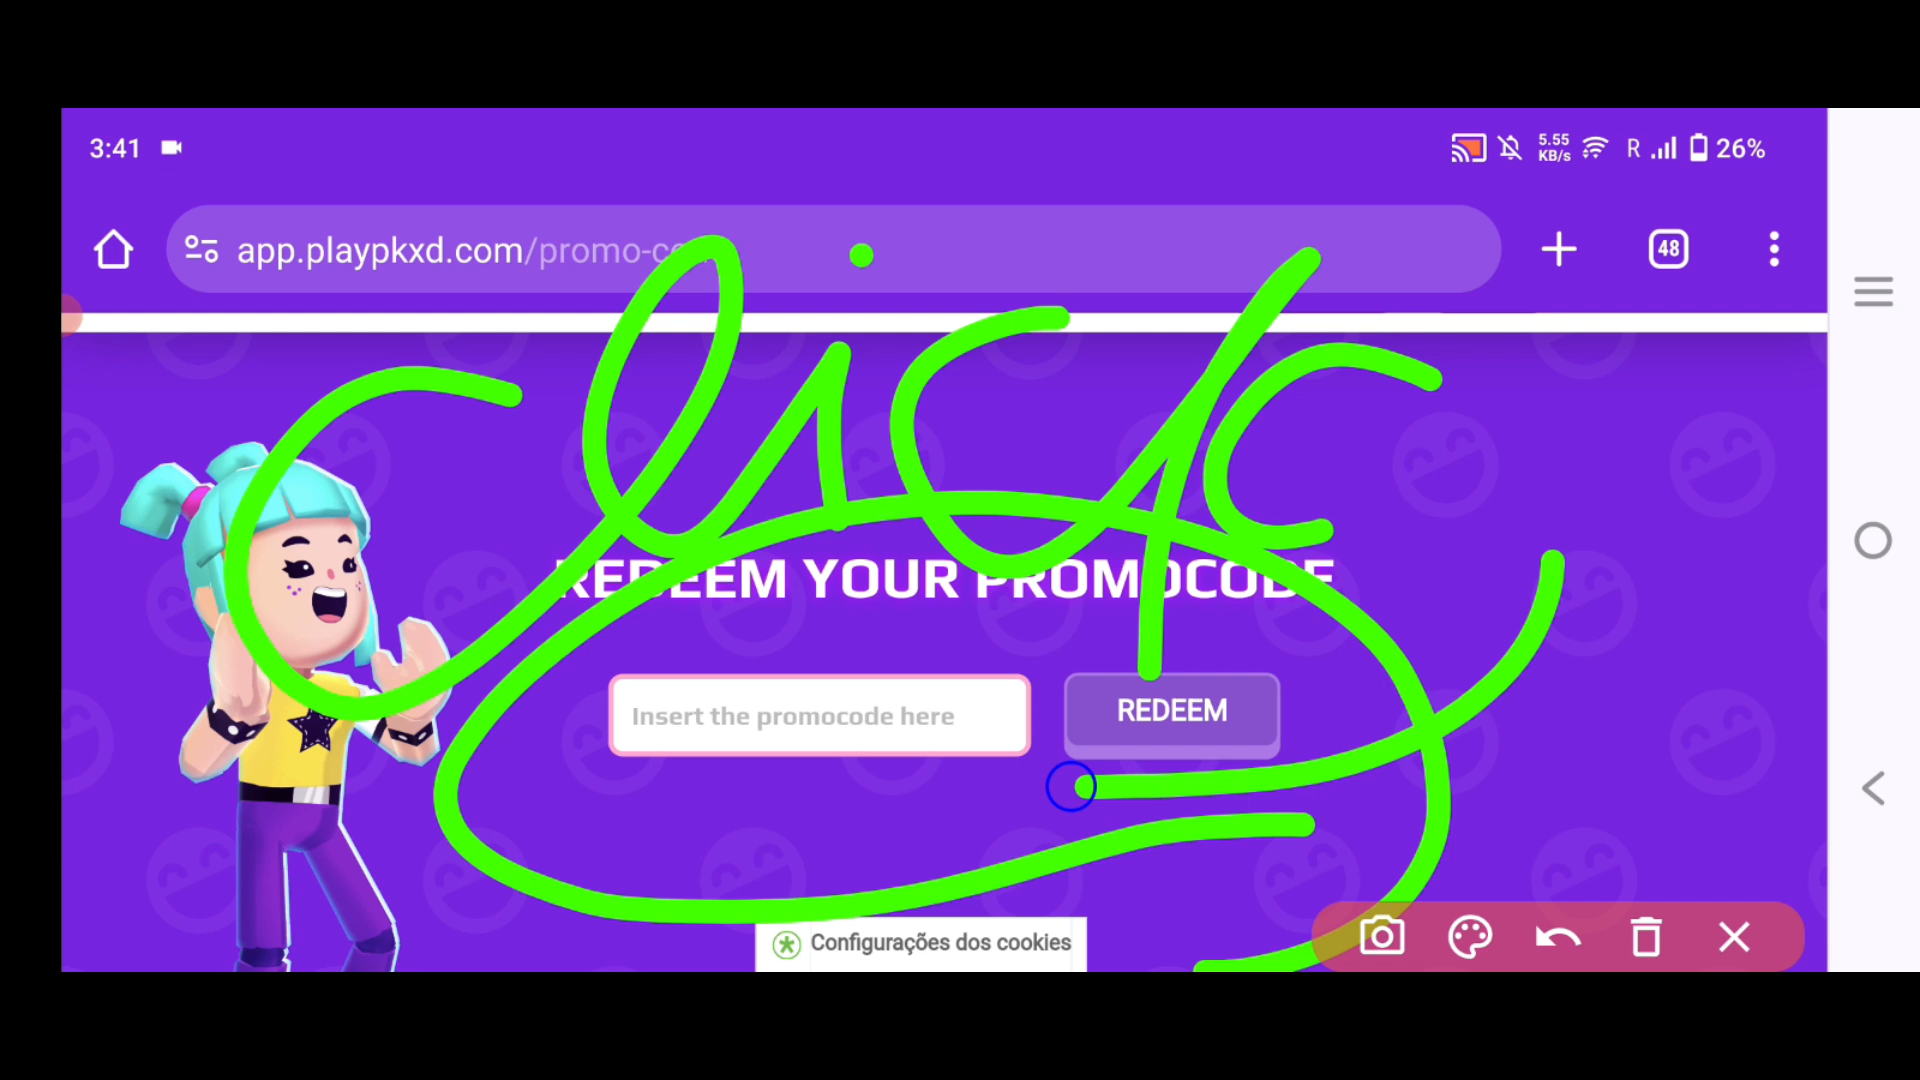 3:41
5.55 KB/s R 26%
app.playpkxd.com/promo-co
48
REDEEM YOUR PROMOCODE
Insert the promocode here
REDEEM
Configurações dos cookies